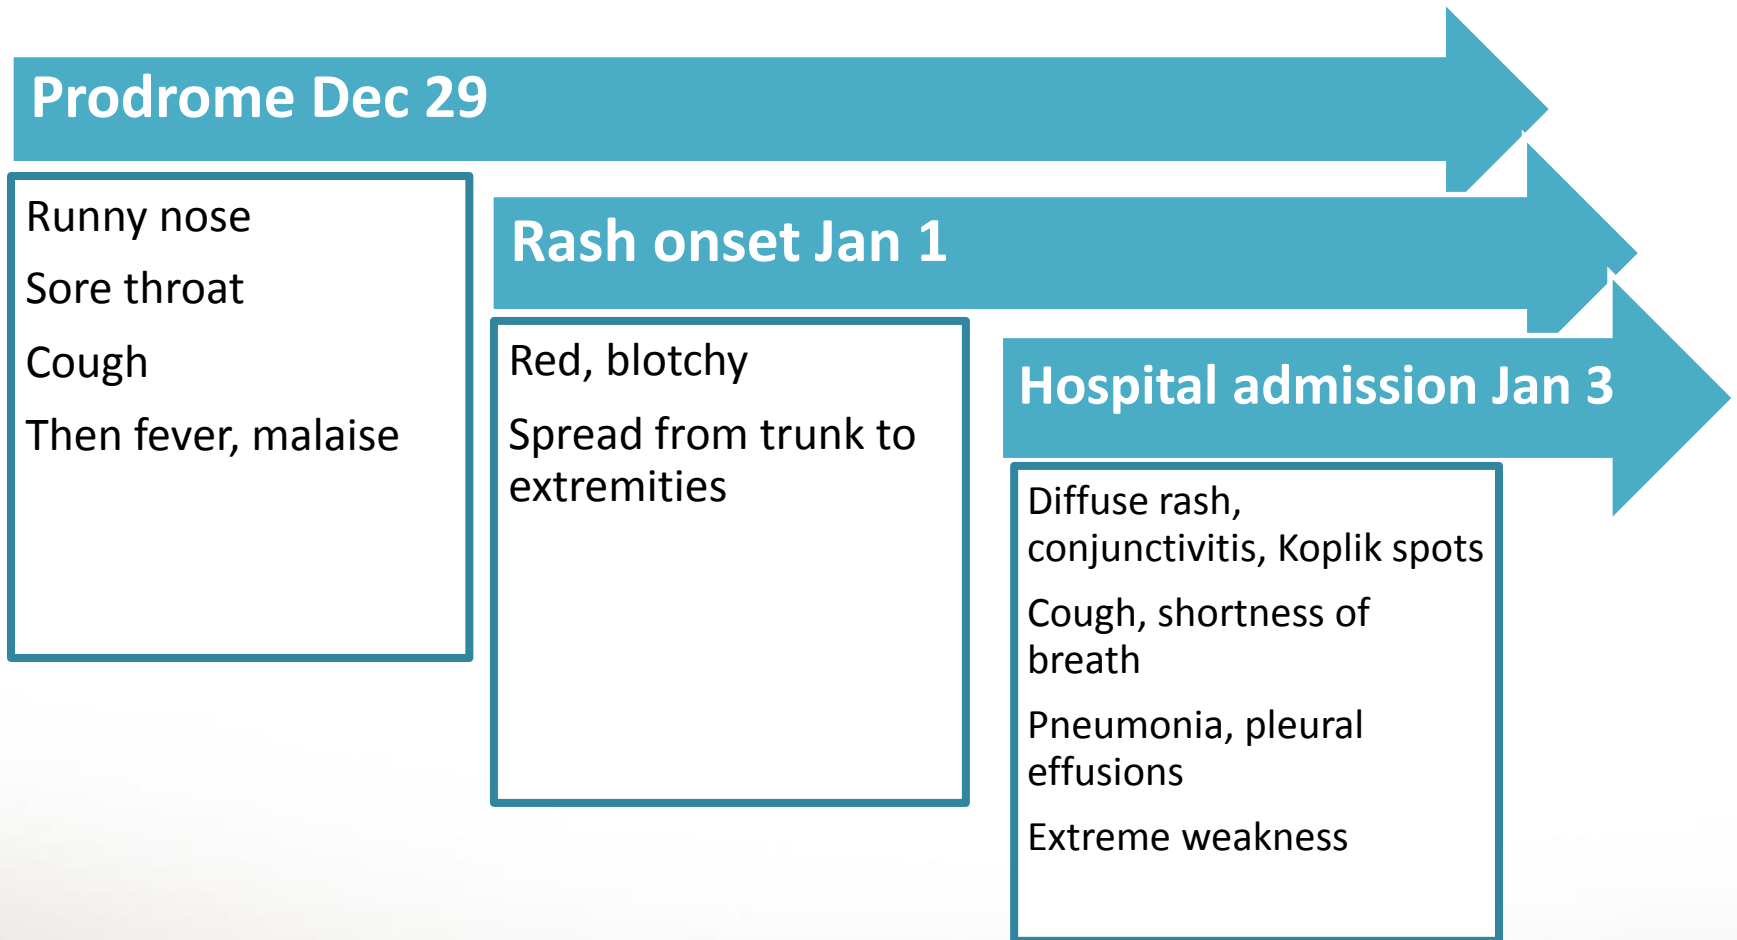 Prodrome Dec 29
Runny nose
Sore throat
Cough
Then fever, malaise
Rash onset Jan 1
Red, blotchy
Spread from trunk to
extremities
Hospital admission Jan 3
Diffuse rash,
conjunctivitis, Koplik spots
Cough, shortness of
breath
Pneumonia, pleural
effusions
Extreme weakness